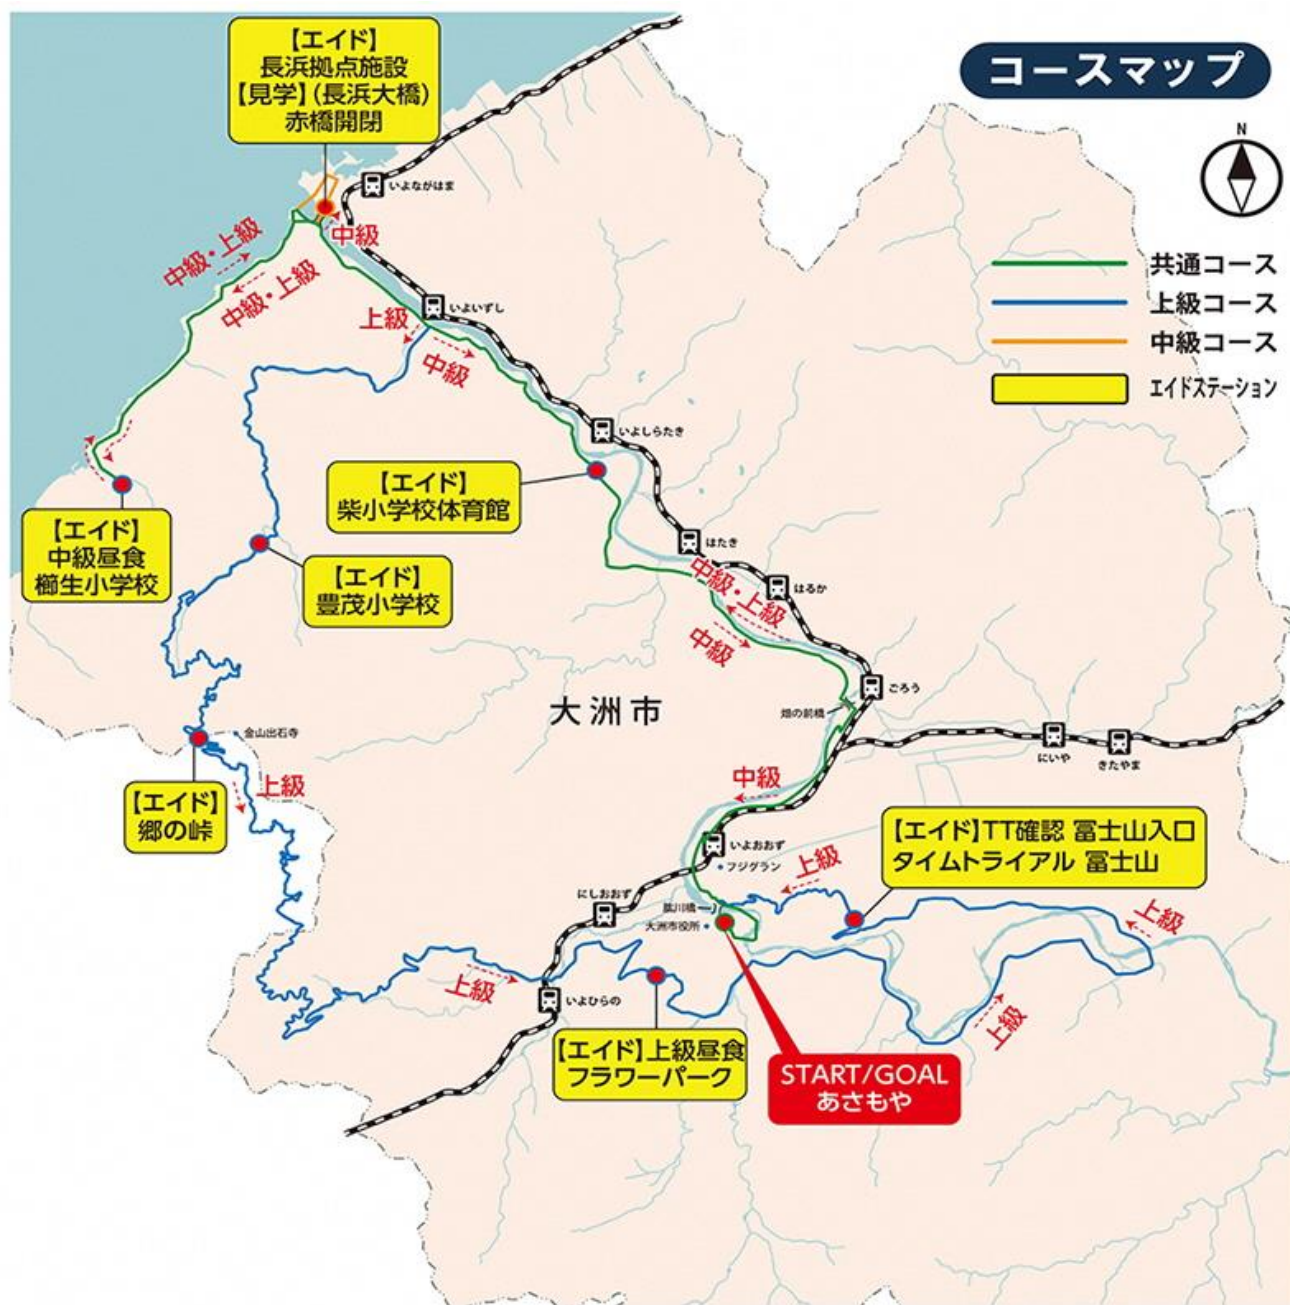 コースマップ
N
共通コース
上級コース
中級コース
エイドステーション
【エイド】
長浜拠点施設
【見学】(長浜大橋)
赤橋開閉
いよながはま
中級・上級
中級・上級
中級
いよいずし
上級
中級
いよしらたき
【エイド】
柴小学校体育館
【エイド】
中級昼食
櫛生小学校
【エイド】
豊茂小学校
はたき
はるか
中級・上級
中級
ごろう
大洲市
畑の前橋
にいや
きたやま
金山出石寺
【エイド】
郷の峠
上級
中級
いよおおず
フジグラン
【エイド】TT確認 冨士山入口
タイムトライアル 冨士山
上級
にしおおず
肱川橋
大洲市役所
上級
上級
いよひらの
上級
【エイド】上級昼食
フラワーパーク
START/GOAL
あさもや